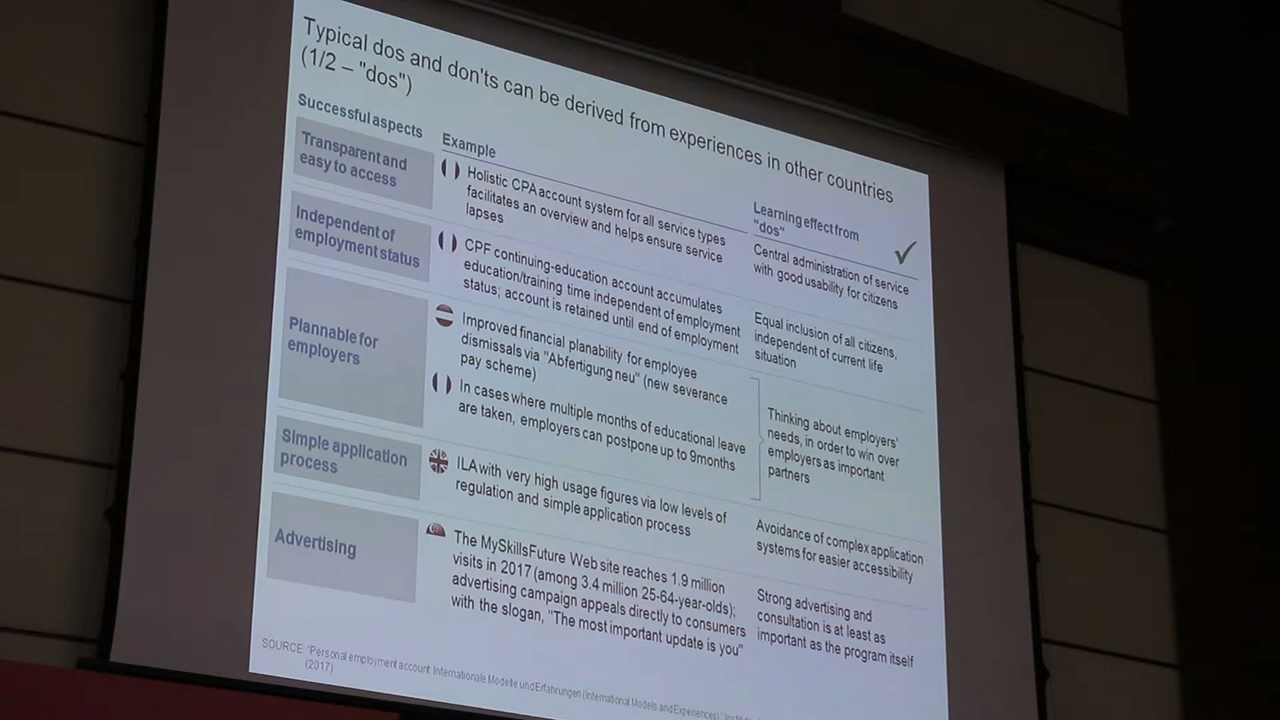 Typical dos and don'ts can be derived from experiences in other countries
(1/2 – "dos")
Successful aspects
Example
Learning effect from
"dos"
Transparent and
easy to access
Holistic CPA account system for all service types
facilitates an overview and helps ensure service
lapses
Central administration of service
with good usability for citizens
Independent of
employment status
CPF continuing-education account accumulates
education/training time independent of employment
status; account is retained until end of employment
Equal inclusion of all citizens,
independent of current life
situation
Plannable for
employers
Improved financial planability for employee
dismissals via "Abfertigung neu" (new severance
pay scheme)
In cases where multiple months of educational leave
are taken, employers can postpone up to 9months
Thinking about employers'
needs, in order to win over
employers as important
partners
Simple application
process
ILA with very high usage figures via low levels of
regulation and simple application process
Avoidance of complex application
systems for easier accessibility
Advertising
The MySkillsFuture Web site reaches 1.9 million
visits in 2017 (among 3.4 million 25-64-year-olds);
advertising campaign appeals directly to consumers
with the slogan, "The most important update is you"
Strong advertising and
consultation is at least as
important as the program itself
SOURCE: "Personal employment account: Internationale Modelle und Erfahrungen (International Models and Experiences),"
(2017)